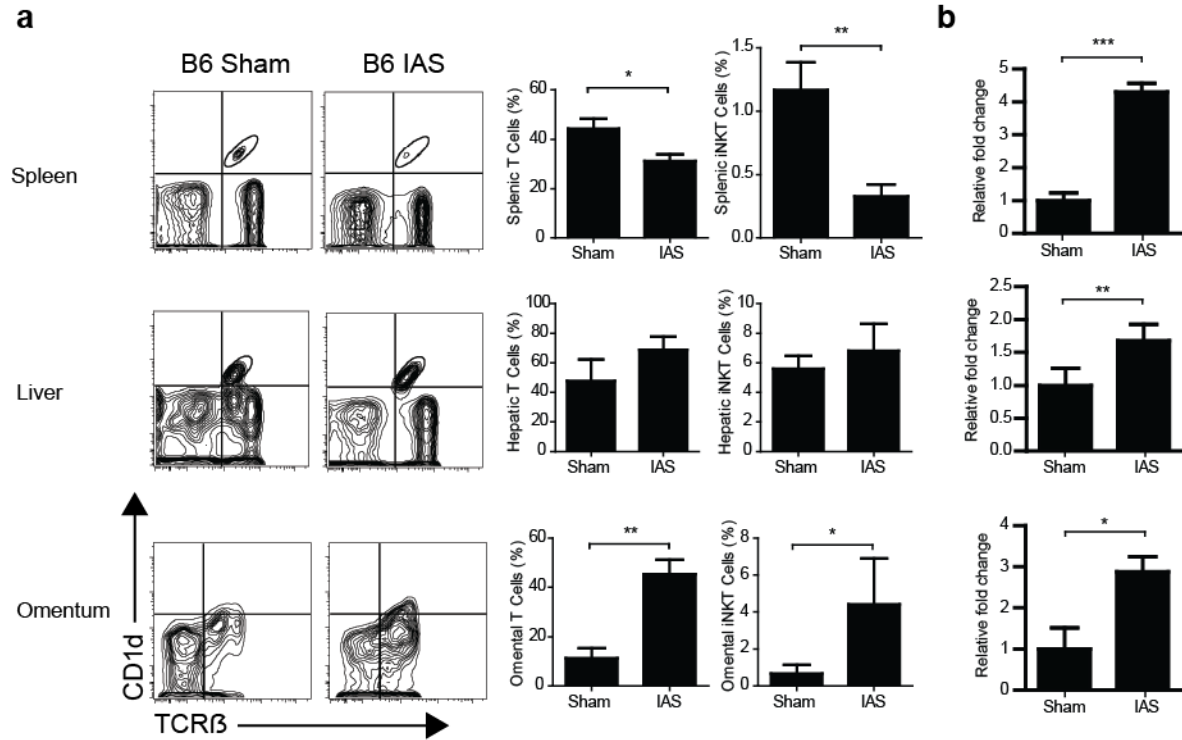 a
b
B6 Sham
B6 IAS
Spleen
Splenic T Cells (%)
60
40
20
0
*
Sham
IAS
Splenic iNKT Cells (%)
1.5
1.0
0.5
0.0
**
Sham
IAS
Relative fold change
5
4
3
2
1
0
***
Sham
IAS
Liver
Hepatic T Cells (%)
100
80
60
40
20
0
Sham
IAS
Hepatic iNKT Cells (%)
10
8
6
4
2
0
Sham
IAS
Relative fold change
2.5
2.0
1.5
1.0
0.5
0.0
**
Sham
IAS
Omentum
Omental T Cells (%)
60
40
20
0
**
Sham
IAS
Omental iNKT Cells (%)
8
6
4
2
0
*
Sham
IAS
Relative fold change
4
3
2
1
0
*
Sham
IAS
CD1d
TCRß